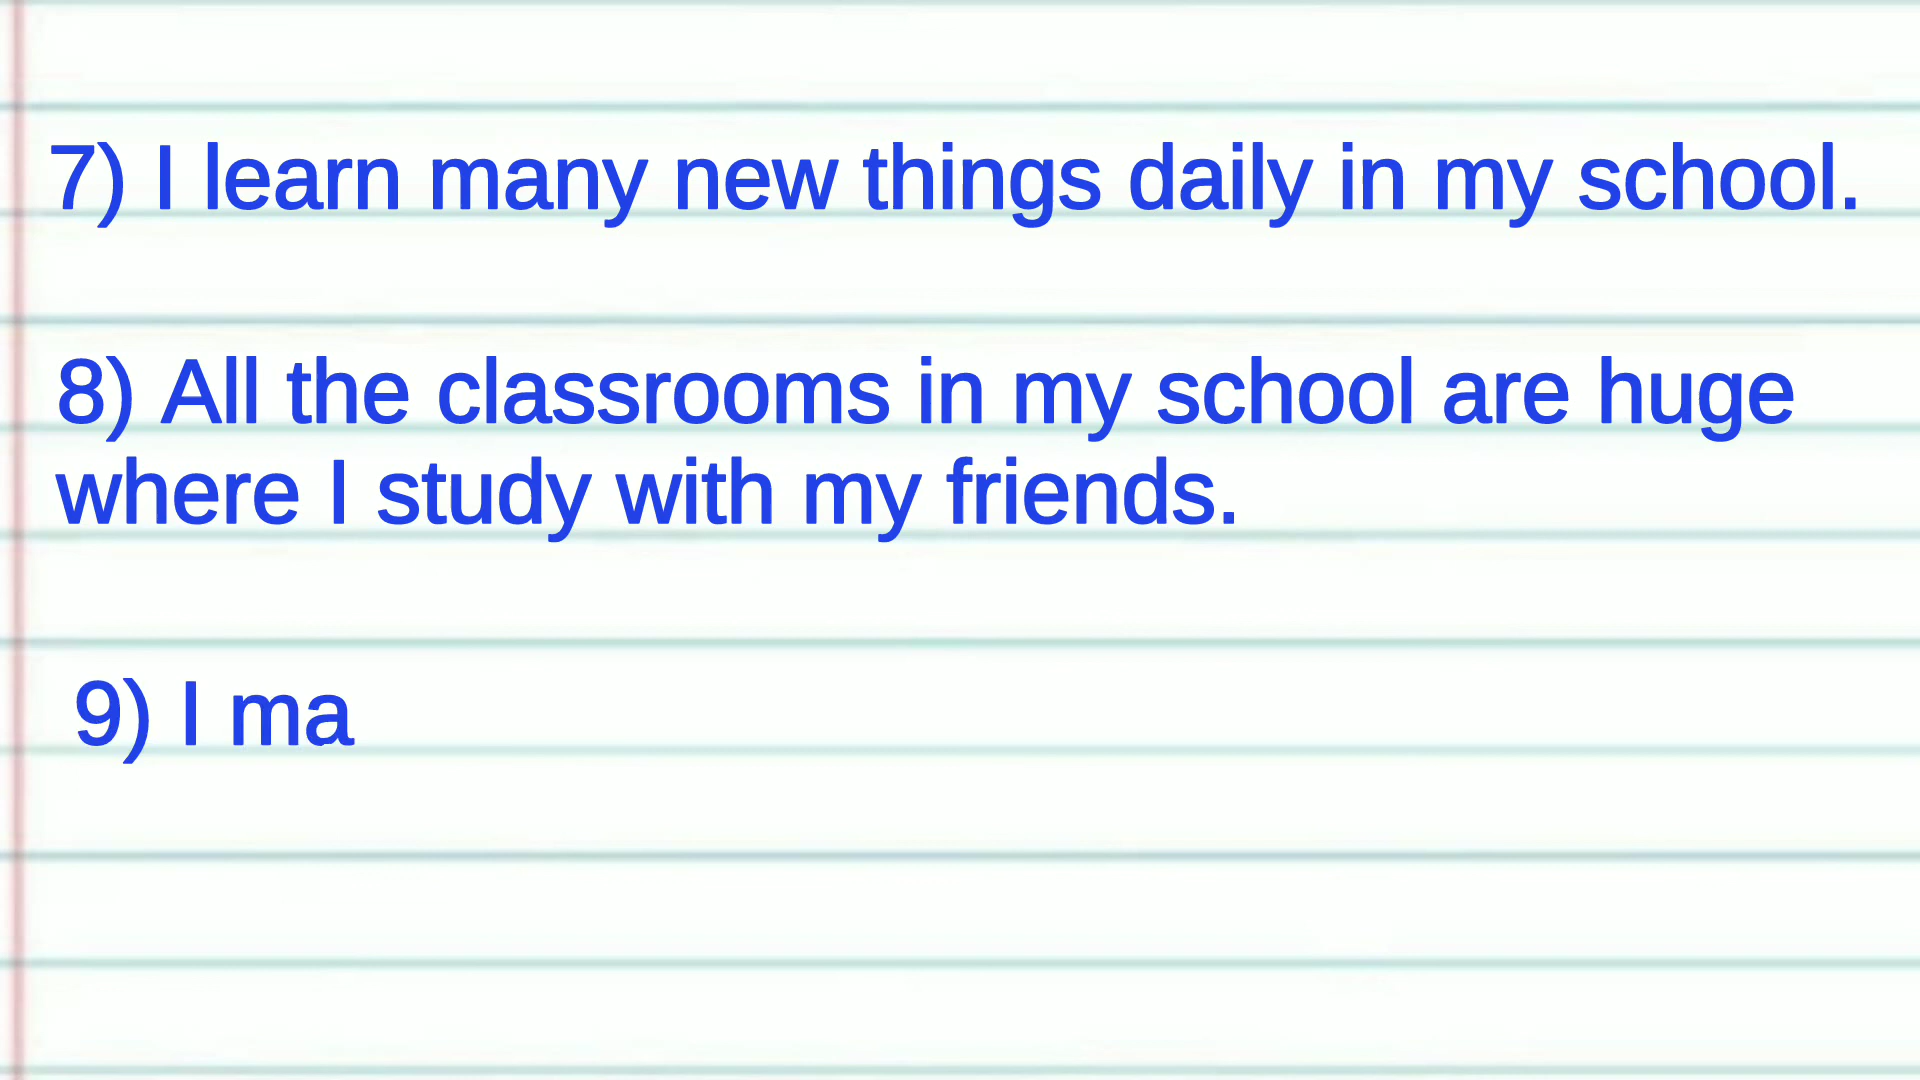 7) I learn many new things daily in my school.
8) All the classrooms in my school are huge
where I study with my friends.
9) I ma